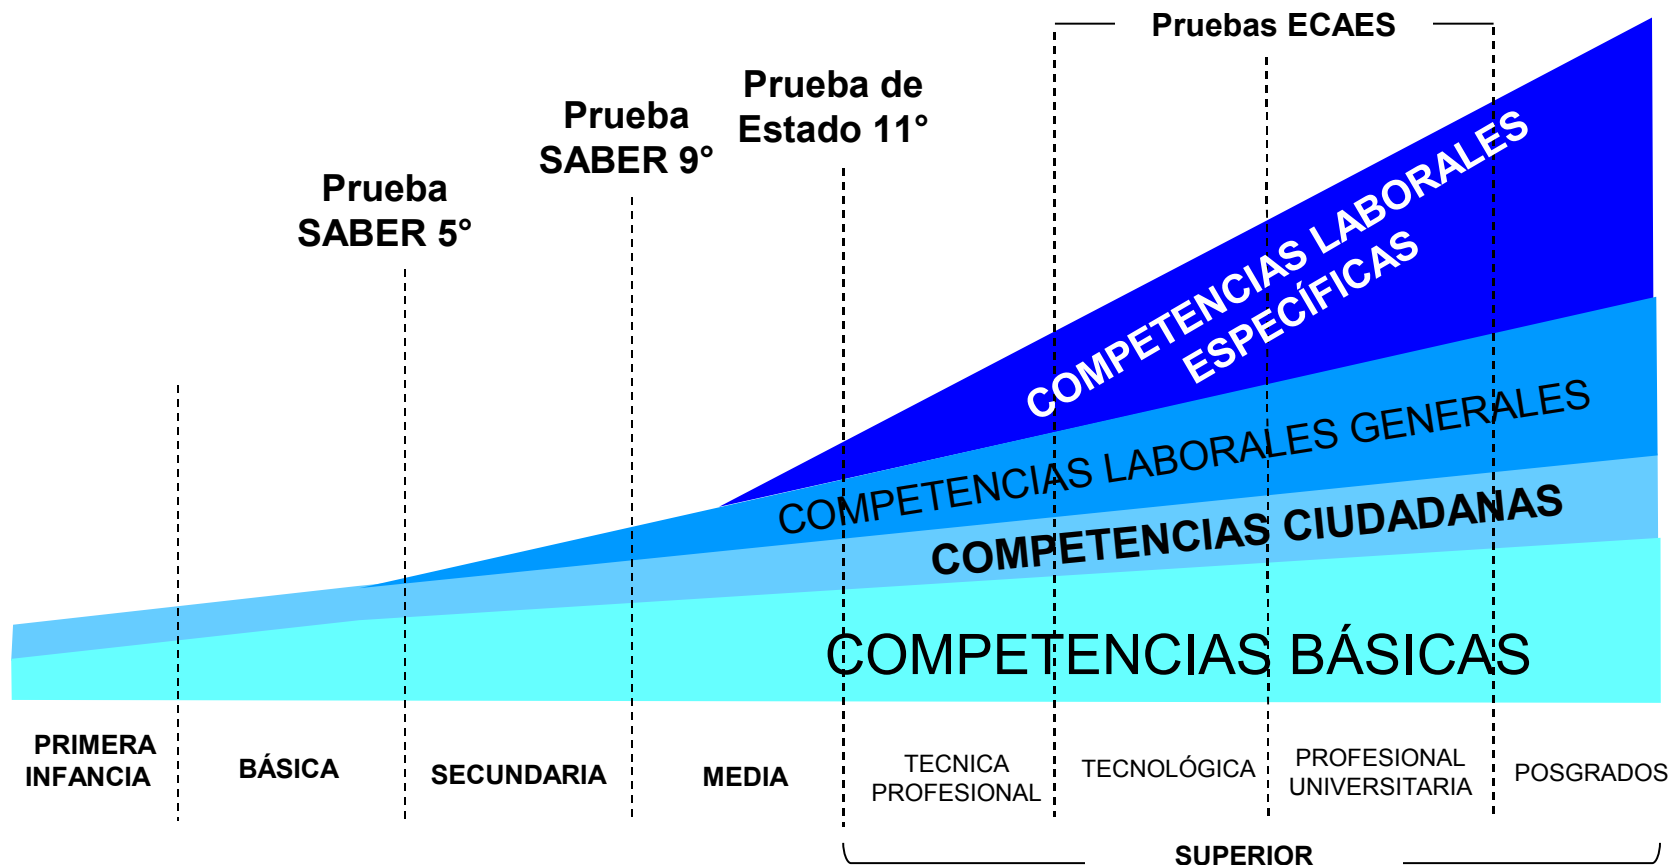 Pruebas ECAES
Prueba de
Estado 11°
Prueba
SABER 9°
Prueba
SABER 5°
COMPETENCIAS LABORALES
ESPECÍFICAS
COMPETENCIAS LABORALES GENERALES
COMPETENCIAS CIUDADANAS
COMPETENCIAS BÁSICAS
PRIMERA
INFANCIA
BÁSICA
SECUNDARIA
MEDIA
TECNICA
PROFESIONAL
TECNOLÓGICA
PROFESIONAL
UNIVERSITARIA
POSGRADOS
SUPERIOR